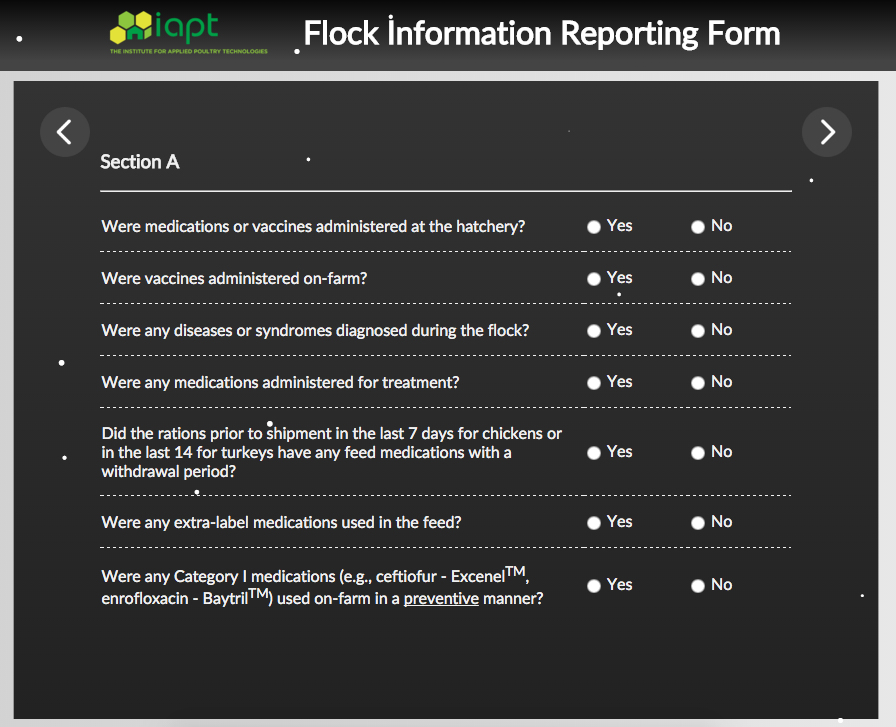 iapt
THE INSTITUTE FOR APPLIED POULTRY TECHNOLOGIES
Flock Information Reporting Form
Section A
Were medications or vaccines administered at the hatchery? Yes No
Were vaccines administered on-farm? Yes No
Were any diseases or syndromes diagnosed during the flock? Yes No
Were any medications administered for treatment? Yes No
Did the rations prior to shipment in the last 7 days for chickens or
in the last 14 for turkeys have any feed medications with a
withdrawal period? Yes No
Were any extra-label medications used in the feed? Yes No
Were any Category I medications (e.g., ceftiofur - Excenel™,
enrofloxacin - Baytril™) used on-farm in a preventive manner? Yes No